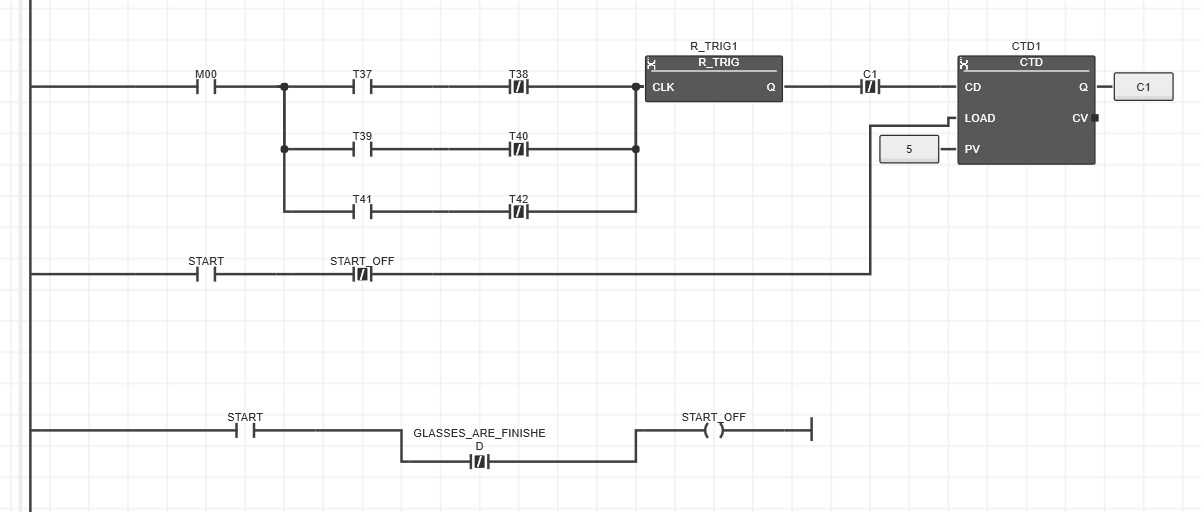 R_TRIG1
CTD1
R_TRIG
CTD
M00
T37
T38
C1
CLK
Q
CD
Q
C1
LOAD
CV
T39
T40
5
PV
T41
T42
START
START_OFF
START
GLASSES_ARE_FINISHE
D
START_OFF